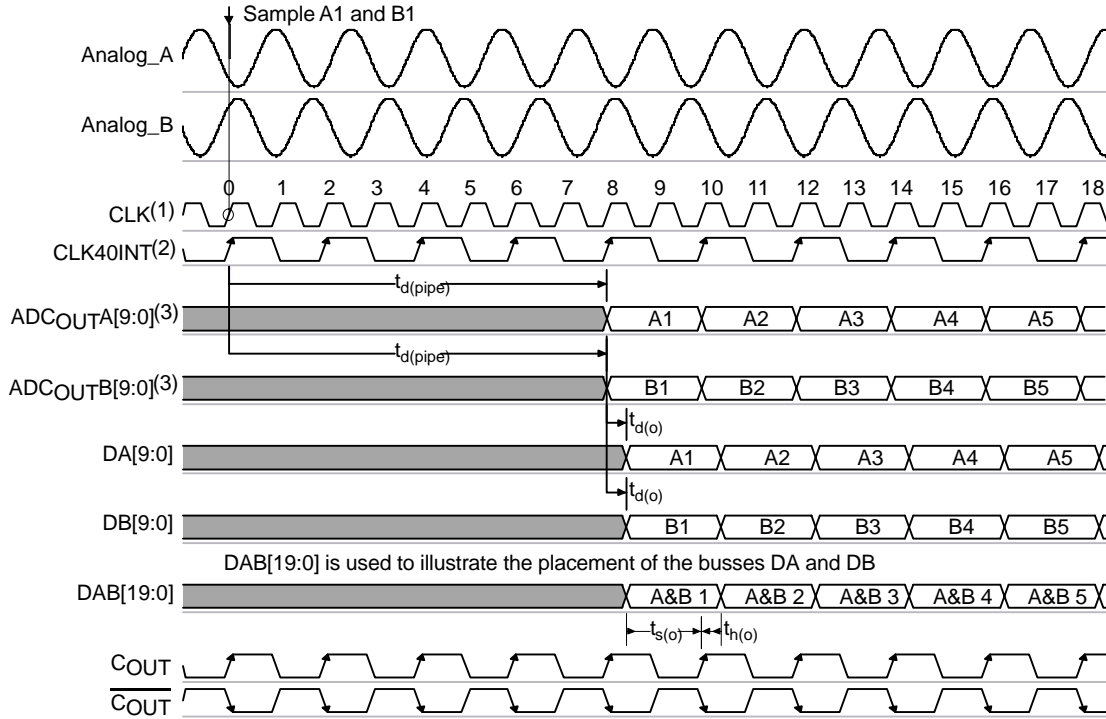 Sample A1 and B1
Analog_A
Analog_B
0 1 2 3 4 5 6 7 8 9 10 11 12 13 14 15 16 17 18
CLK(1)
CLK40INT(2)
td(pipe)
ADCOUTA[9:0](3) A1 A2 A3 A4 A5
td(pipe)
ADCOUTB[9:0](3) B1 B2 B3 B4 B5
td(o)
DA[9:0] A1 A2 A3 A4 A5
td(o)
DB[9:0] B1 B2 B3 B4 B5
DAB[19:0] is used to illustrate the placement of the busses DA and DB
DAB[19:0] A&B 1 A&B 2 A&B 3 A&B 4 A&B 5
ts(o) th(o)
COUT
COUT